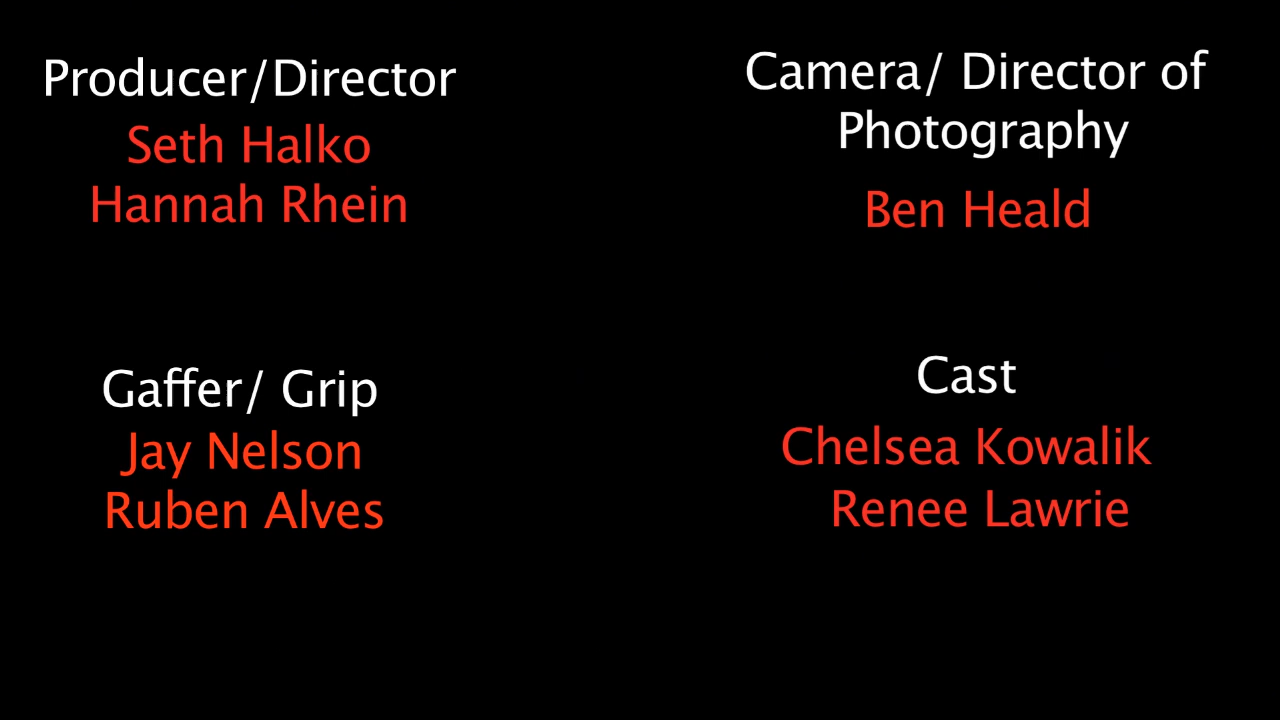 Producer/Director
Seth Halko
Hannah Rhein
Camera/ Director of
Photography
Ben Heald
Gaffer/ Grip
Jay Nelson
Ruben Alves
Cast
Chelsea Kowalik
Renee Lawrie